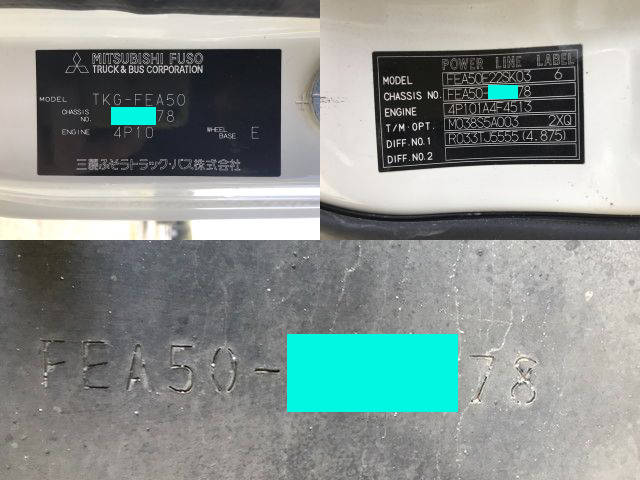 MITSUBISHI FUSO
TRUCK & BUS CORPORATION
MODEL TKG-FEA50
CHASSIS NO. 78
ENGINE 4P10 WHEEL BASE E
三菱ふそうトラック・バス株式会社
POWER LINE LABEL
MODEL FEA50E22SK03 6
CHASSIS NO. FEA50- 78
ENGINE 4P101A4F4513
T/M・OPT. M038S5A003 2XQ
DIFF.NO.1 R033TJ5555(4.875)
DIFF.NO.2
FEA50- 78